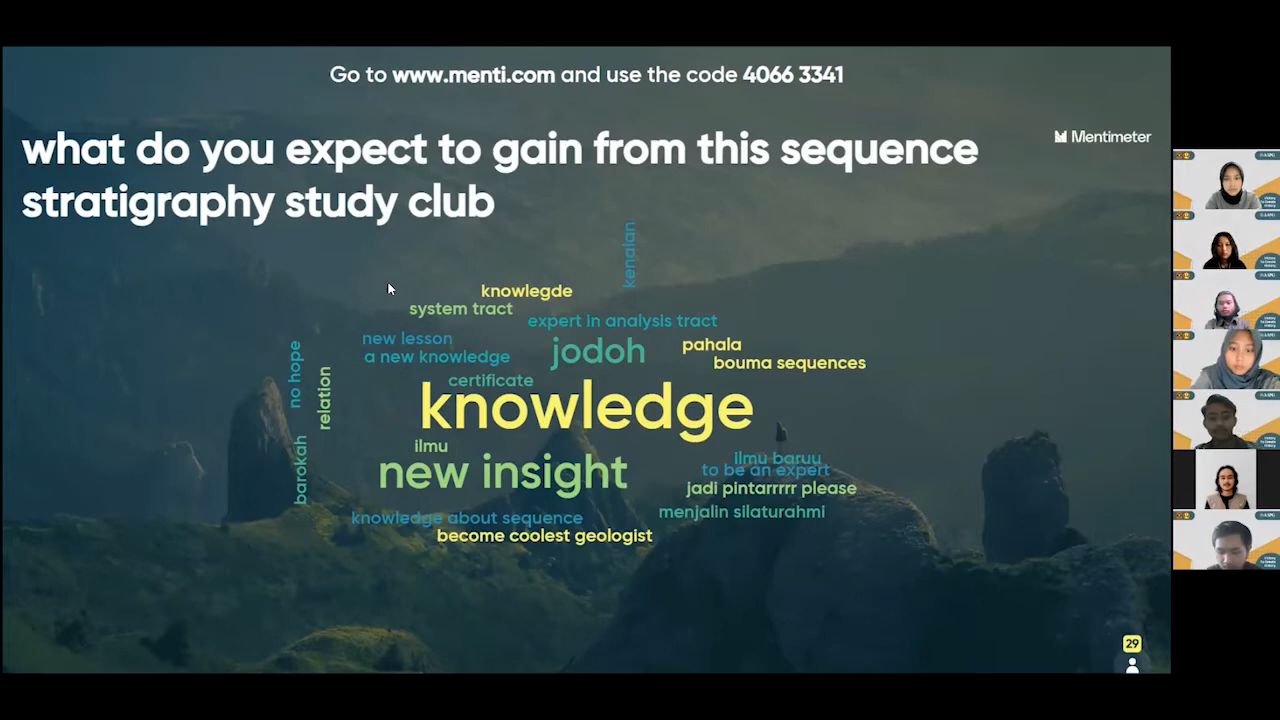 Go to www.menti.com and use the code 4066 3341
Mentimeter
what do you expect to gain from this sequence
stratigraphy study club
kenalan
knowlegde
system tract
expert in analysis tract
new lesson
a new knowledge
jodoh
pahala
bouma sequences
no hope
relation
certificate
knowledge
ilmu
barokah
new insight
ilmu baruu
to be an expert
jadi pintarrrrr please
menjalin silaturahmi
knowledge about sequence
become coolest geologist
29